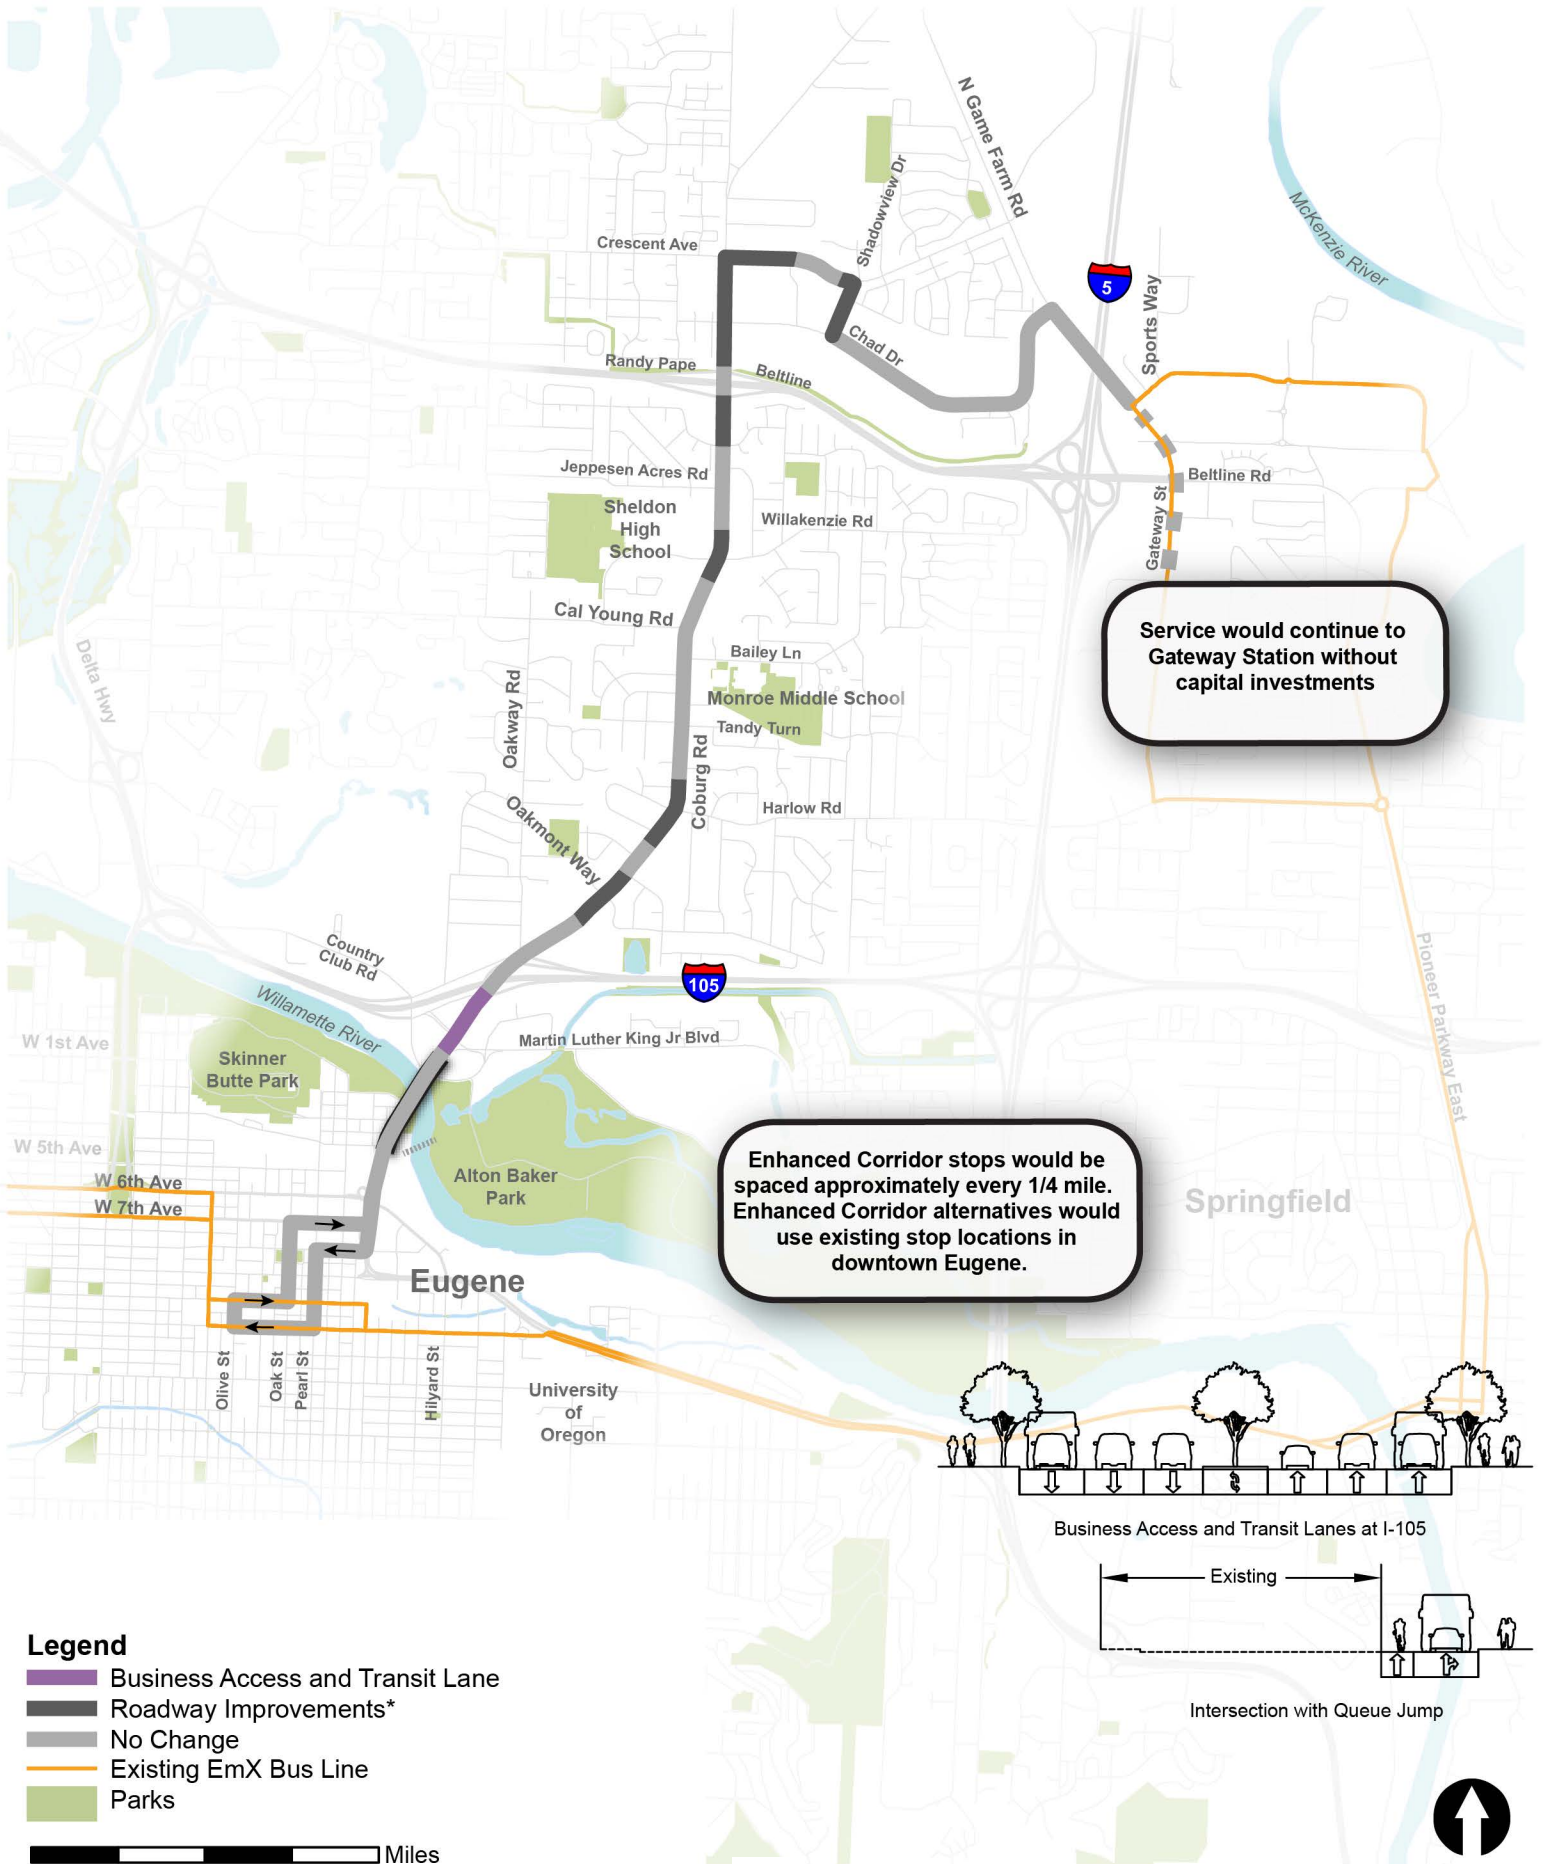 N Game Farm Rd
Shadowview Dr
McKenzie River
Crescent Ave
5
Sports Way
Chad Dr
Randy Pape
Beltline
Jeppesen Acres Rd
Beltline Rd
Sheldon
High
School
Willakenzie Rd
Gateway St
Cal Young Rd
Service would continue to
Gateway Station without
capital investments
Delta Hwy
Bailey Ln
Oakway Rd
Monroe Middle School
Tandy Turn
Coburg Rd
Harlow Rd
Oakmont Way
Country
Club Rd
Pioneer Parkway East
105
Willamette River
W 1st Ave
Martin Luther King Jr Blvd
Skinner
Butte Park
W 5th Ave
Alton Baker
Park
W 6th Ave
W 7th Ave
Enhanced Corridor stops would be
spaced approximately every 1/4 mile.
Enhanced Corridor alternatives would
use existing stop locations in
downtown Eugene.
Springfield
Eugene
Olive St
Oak St
Pearl St
Hilyard St
University
of
Oregon
Business Access and Transit Lanes at I-105
Existing
Intersection with Queue Jump
Legend
Business Access and Transit Lane
Roadway Improvements*
No Change
Existing EmX Bus Line
Parks
Miles